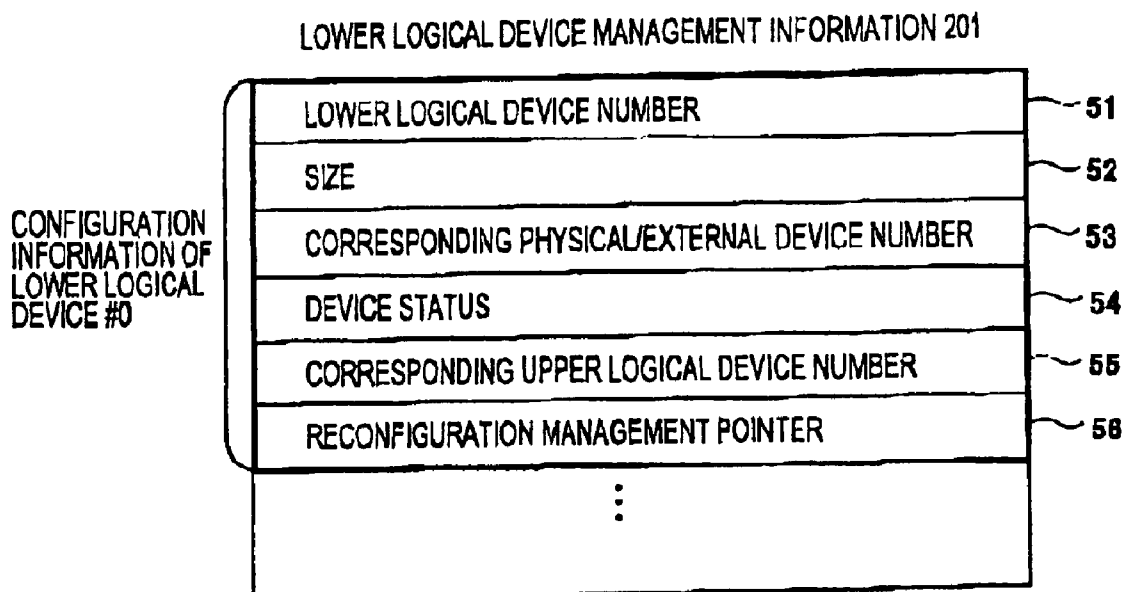 LOWER LOGICAL DEVICE MANAGEMENT INFORMATION 201
CONFIGURATION
INFORMATION OF
LOWER LOGICAL
DEVICE #0
LOWER LOGICAL DEVICE NUMBER 51
SIZE 52
CORRESPONDING PHYSICAL/EXTERNAL DEVICE NUMBER 53
DEVICE STATUS 54
CORRESPONDING UPPER LOGICAL DEVICE NUMBER 55
RECONFIGURATION MANAGEMENT POINTER 56
⋮